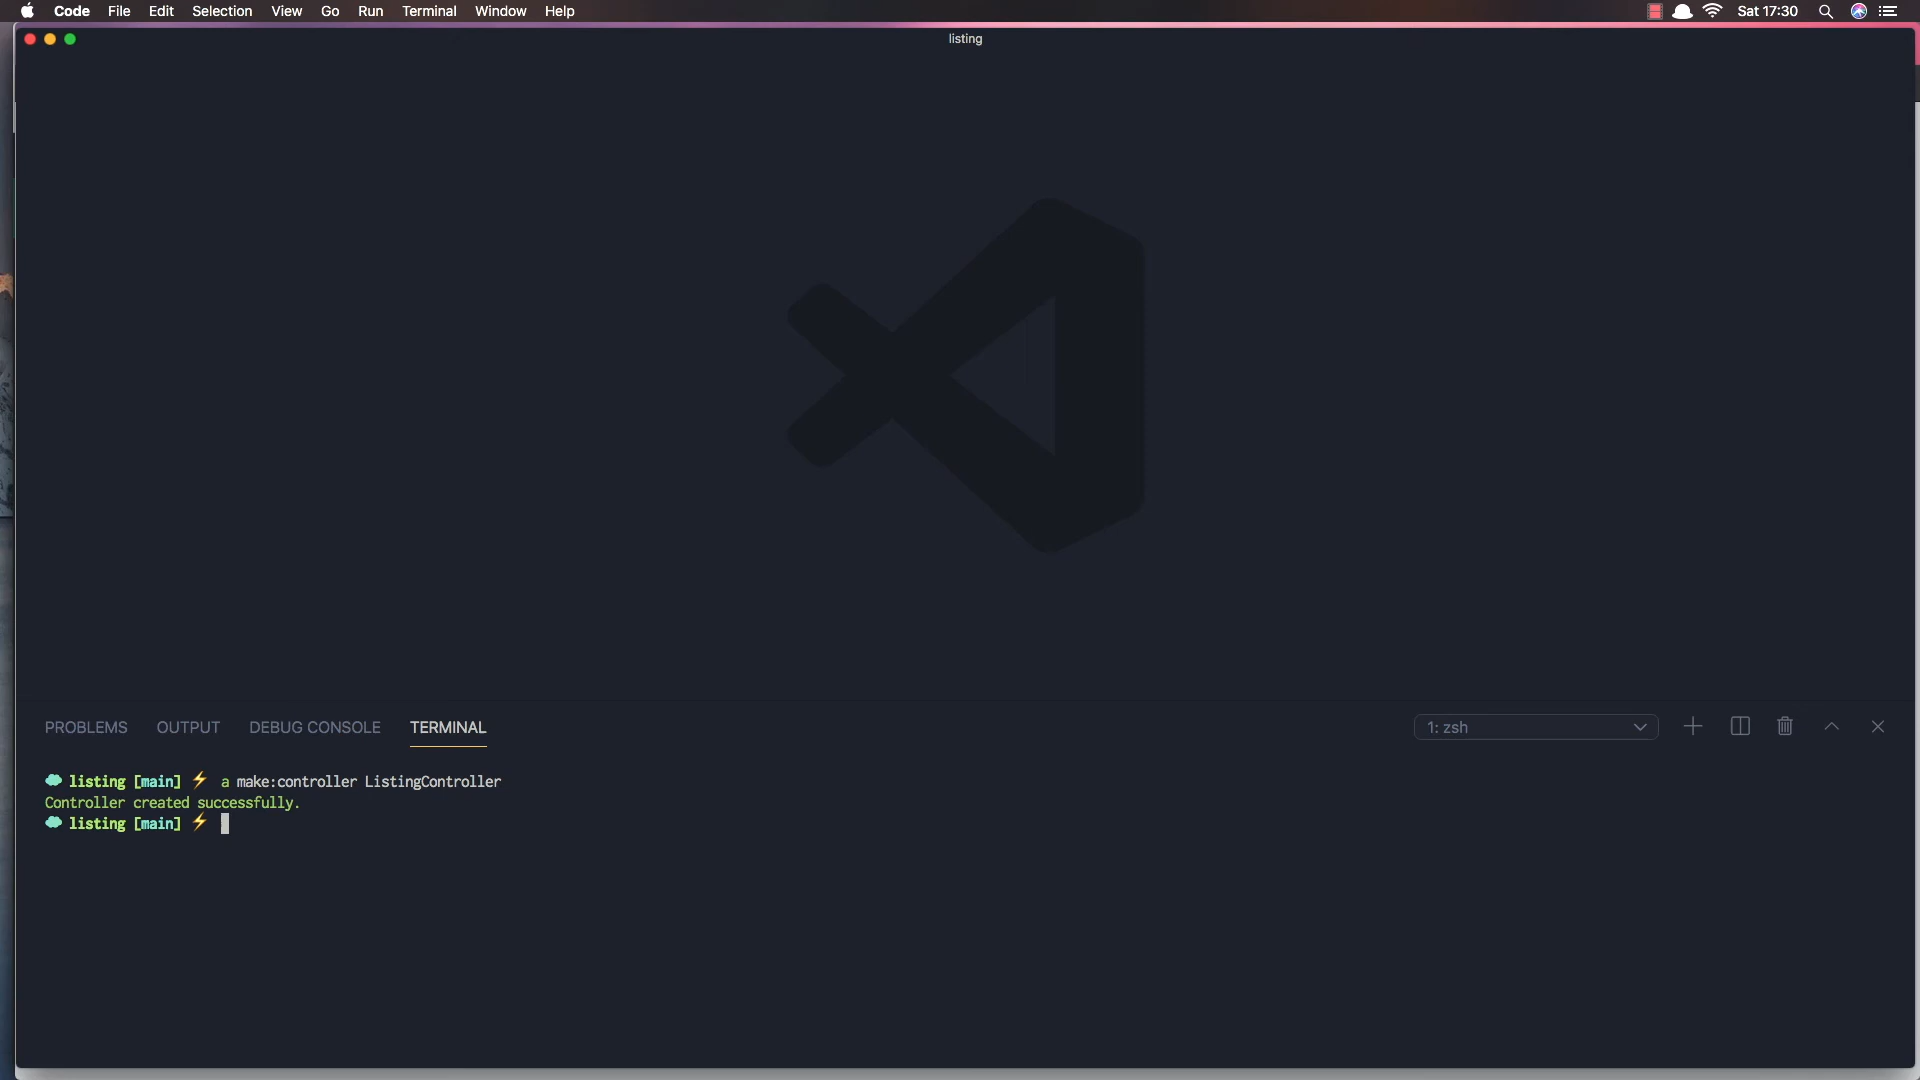 Code File Edit Selection View Go Run Terminal Window Help Sat 17:30
listing
PROBLEMS OUTPUT DEBUG CONSOLE TERMINAL 1: zsh
listing [main] ⚡ a make:controller ListingController
Controller created successfully.
listing [main] ⚡